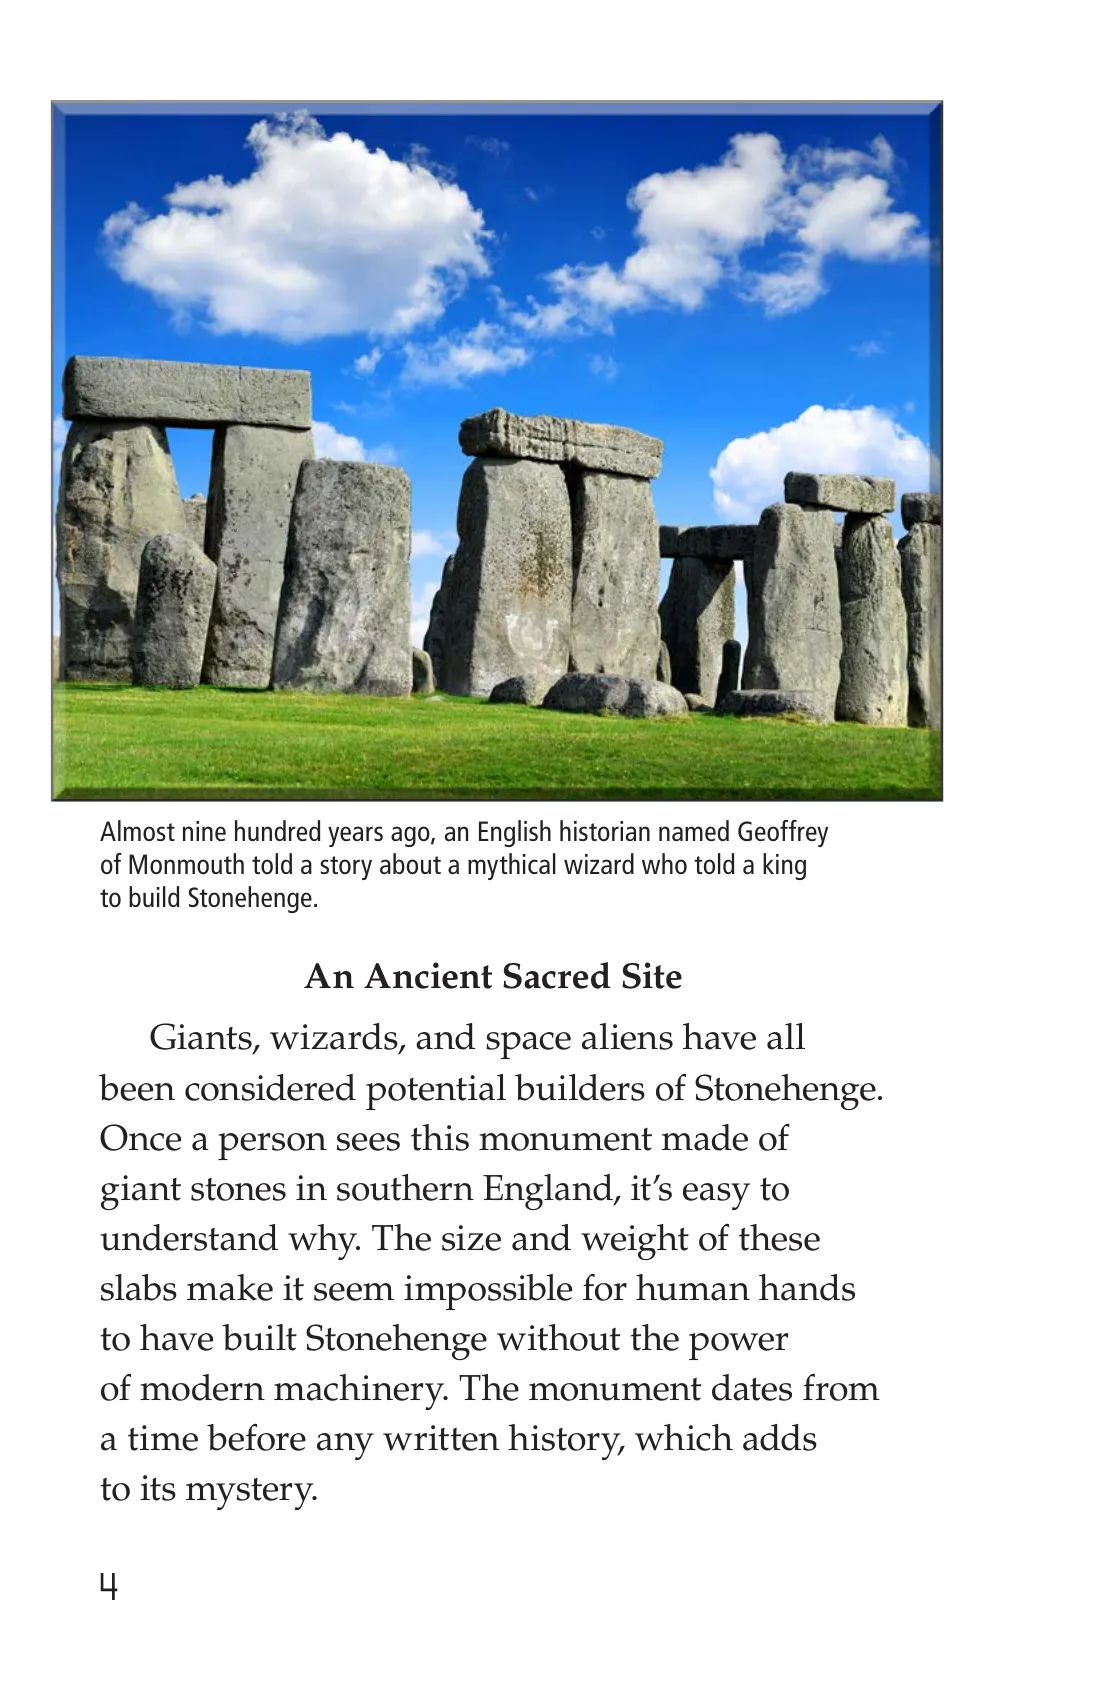 Almost nine hundred years ago, an English historian named Geoffrey
of Monmouth told a story about a mythical wizard who told a king
to build Stonehenge.
An Ancient Sacred Site
Giants, wizards, and space aliens have all
been considered potential builders of Stonehenge.
Once a person sees this monument made of
giant stones in southern England, it’s easy to
understand why. The size and weight of these
slabs make it seem impossible for human hands
to have built Stonehenge without the power
of modern machinery. The monument dates from
a time before any written history, which adds
to its mystery.
4